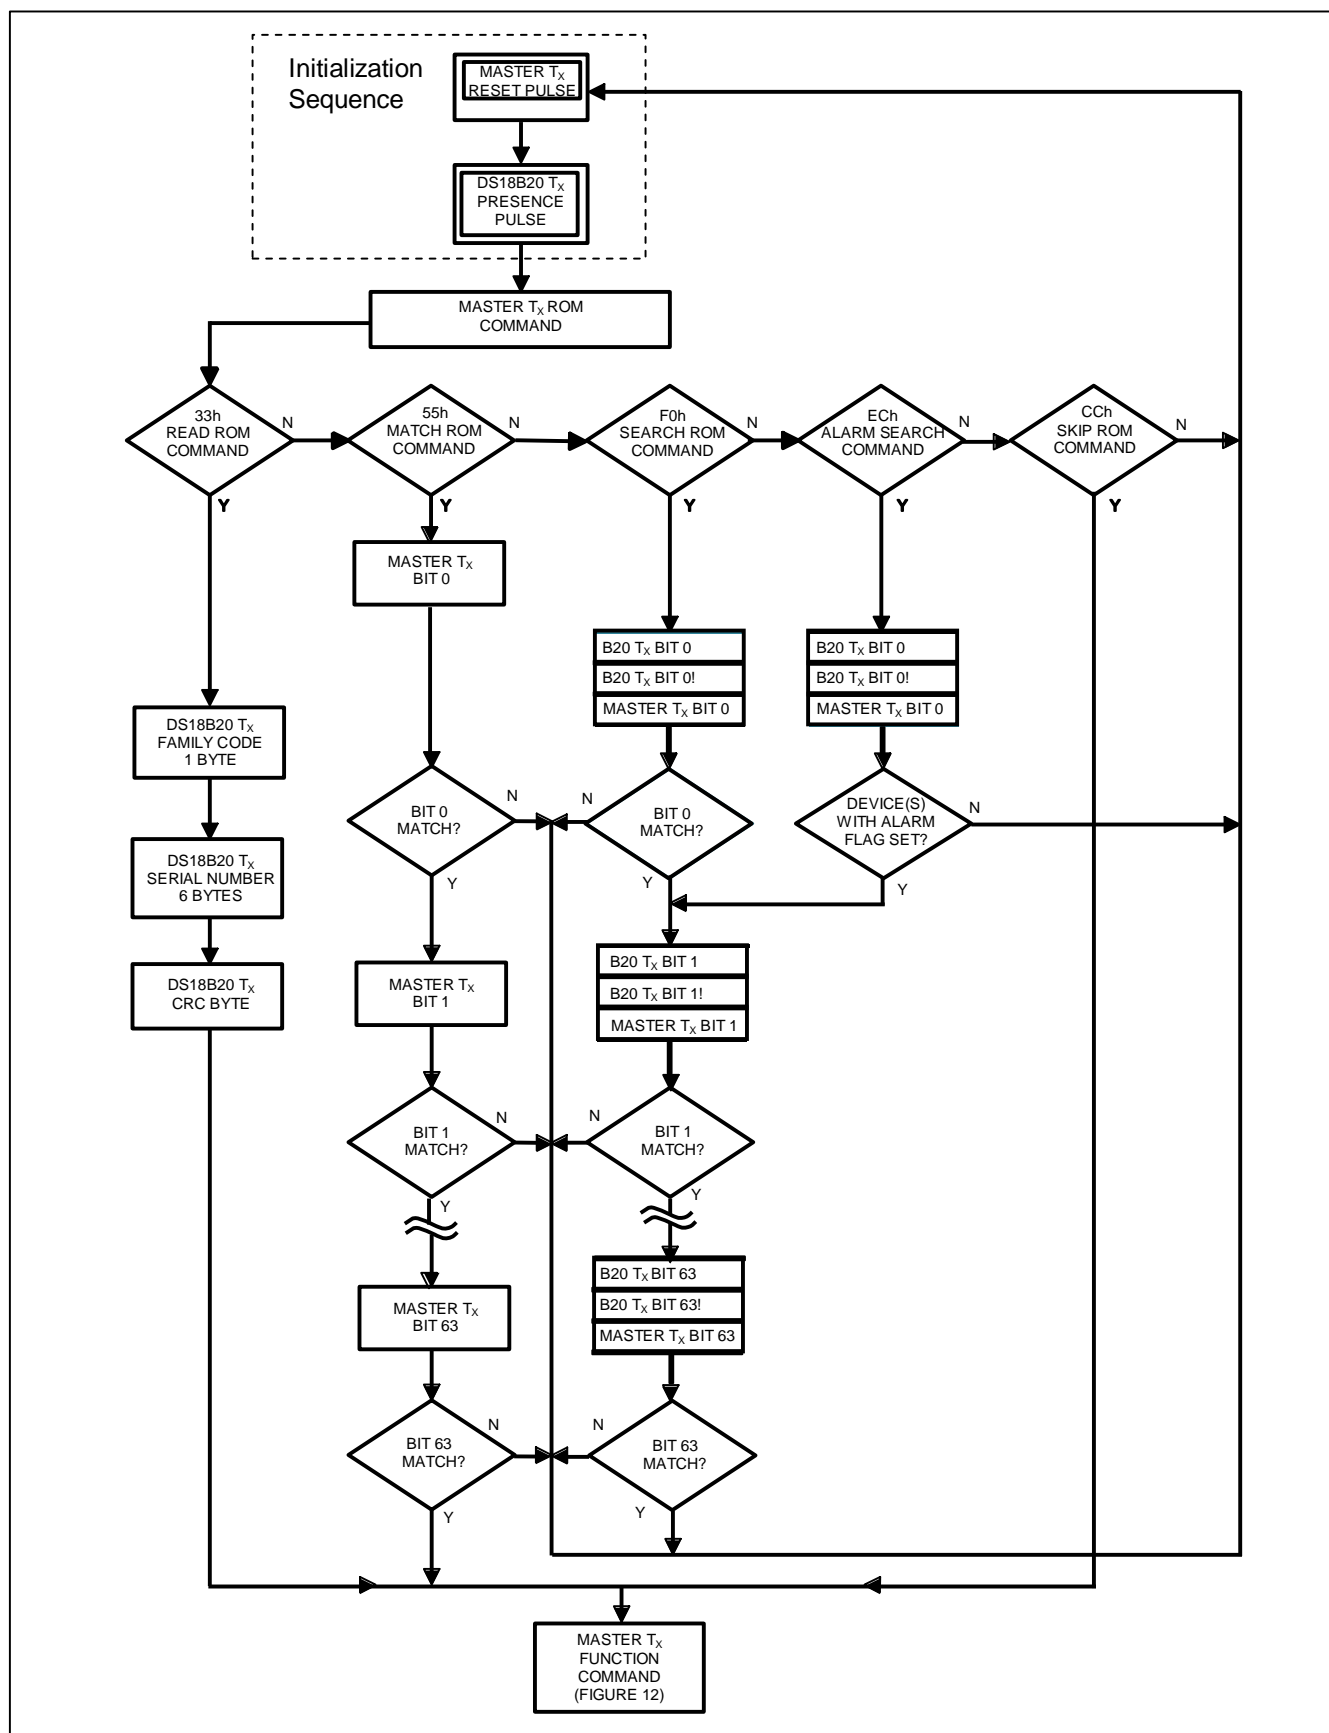 Initialization
Sequence
MASTER TX
RESET PULSE
DS18B20 TX
PRESENCE
PULSE
MASTER TX ROM
COMMAND
33h
READ ROM
COMMAND
N
Y
55h
MATCH ROM
COMMAND
N
Y
F0h
SEARCH ROM
COMMAND
N
Y
ECh
ALARM SEARCH
COMMAND
N
Y
CCh
SKIP ROM
COMMAND
N
Y
MASTER TX
BIT 0
B20 TX BIT 0
B20 TX BIT 0!
MASTER TX BIT 0
B20 TX BIT 0
B20 TX BIT 0!
MASTER TX BIT 0
DS18B20 TX
FAMILY CODE
1 BYTE
BIT 0
MATCH?
N
Y
BIT 0
MATCH?
N
Y
DEVICE(S)
WITH ALARM
FLAG SET?
N
Y
DS18B20 TX
SERIAL NUMBER
6 BYTES
DS18B20 TX
CRC BYTE
MASTER TX
BIT 1
B20 TX BIT 1
B20 TX BIT 1!
MASTER TX BIT 1
BIT 1
MATCH?
N
Y
BIT 1
MATCH?
N
Y
MASTER TX
BIT 63
B20 TX BIT 63
B20 TX BIT 63!
MASTER TX BIT 63
BIT 63
MATCH?
N
Y
BIT 63
MATCH?
N
Y
MASTER TX
FUNCTION
COMMAND
(FIGURE 12)